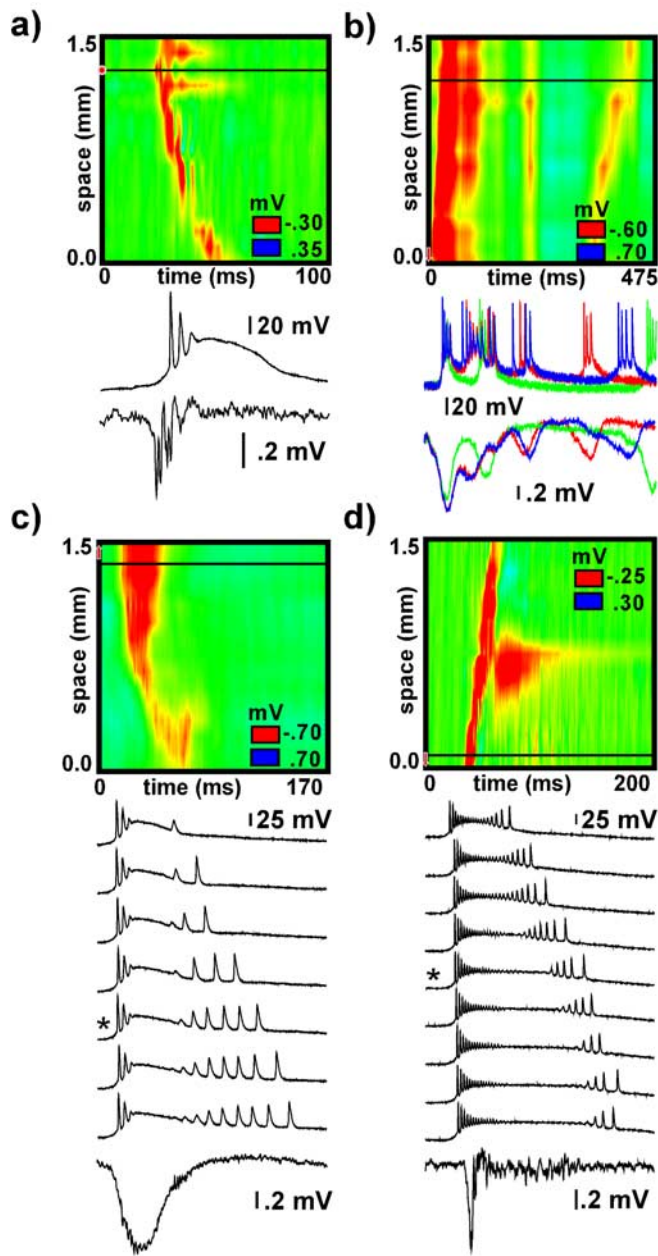 a)
1.5
space (mm)
0.0
mV
-.30
.35
0 time (ms) 100
20 mV
.2 mV
b)
1.5
space (mm)
0.0
mV
-.60
.70
0 time (ms) 475
20 mV
.2 mV
c)
1.5
space (mm)
0.0
mV
-.70
.70
0 time (ms) 170
25 mV
*
.2 mV
d)
1.5
space (mm)
0.0
mV
-.25
.30
0 time (ms) 200
25 mV
*
.2 mV